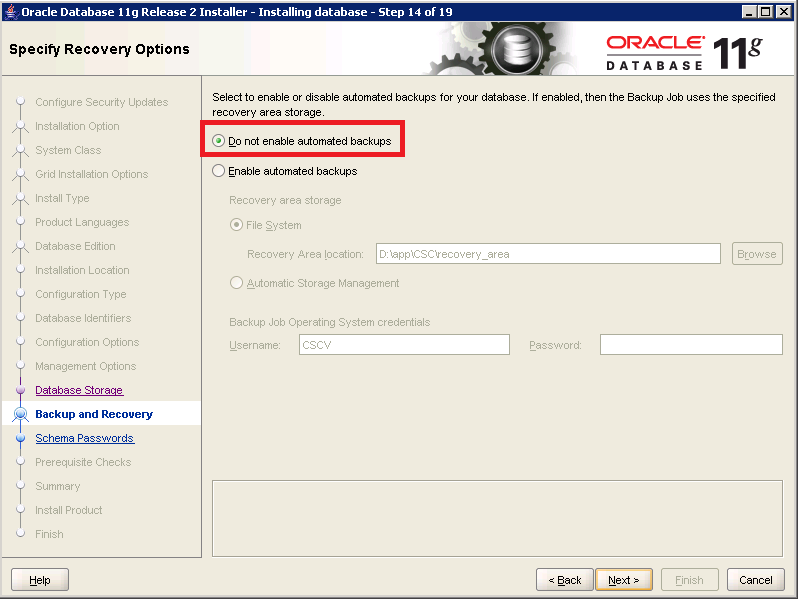 Oracle Database 11g Release 2 Installer - Installing database - Step 14 of 19
Specify Recovery Options
ORACLE
DATABASE
11g
Configure Security Updates
Installation Option
System Class
Grid Installation Options
Install Type
Product Languages
Database Edition
Installation Location
Configuration Type
Database Identifiers
Configuration Options
Management Options
Database Storage
Backup and Recovery
Schema Passwords
Prerequisite Checks
Summary
Install Product
Finish
Select to enable or disable automated backups for your database. If enabled, then the Backup Job uses the specified
recovery area storage.
Do not enable automated backups
Enable automated backups
Recovery area storage
File System
Recovery Area location: D:\app\CSC\recovery_area Browse
Automatic Storage Management
Backup Job Operating System credentials
Username: CSCV Password:
Help < Back Next > Finish Cancel